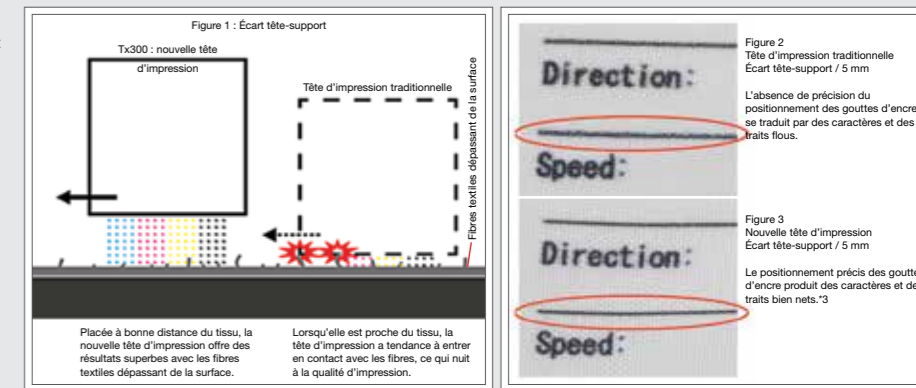 Figure 1 : Écart tête-support
Tx300 : nouvelle tête
d'impression
Tête d'impression traditionnelle
Fibres textiles dépassant de la surface
Placée à bonne distance du tissu, la
nouvelle tête d'impression offre des
résultats superbes avec les fibres
textiles dépassant de la surface.
Lorsqu'elle est proche du tissu, la
tête d'impression a tendance à entrer
en contact avec les fibres, ce qui nuit
à la qualité d'impression.
Direction:
Speed:
Figure 2
Tête d'impression traditionnelle
Écart tête-support / 5 mm
L'absence de précision du
positionnement des gouttes d'encre
se traduit par des caractères et des
traits flous.
Direction:
Speed:
Figure 3
Nouvelle tête d'impression
Écart tête-support / 5 mm
Le positionnement précis des goutte
d'encre produit des caractères et de
traits bien nets.*3